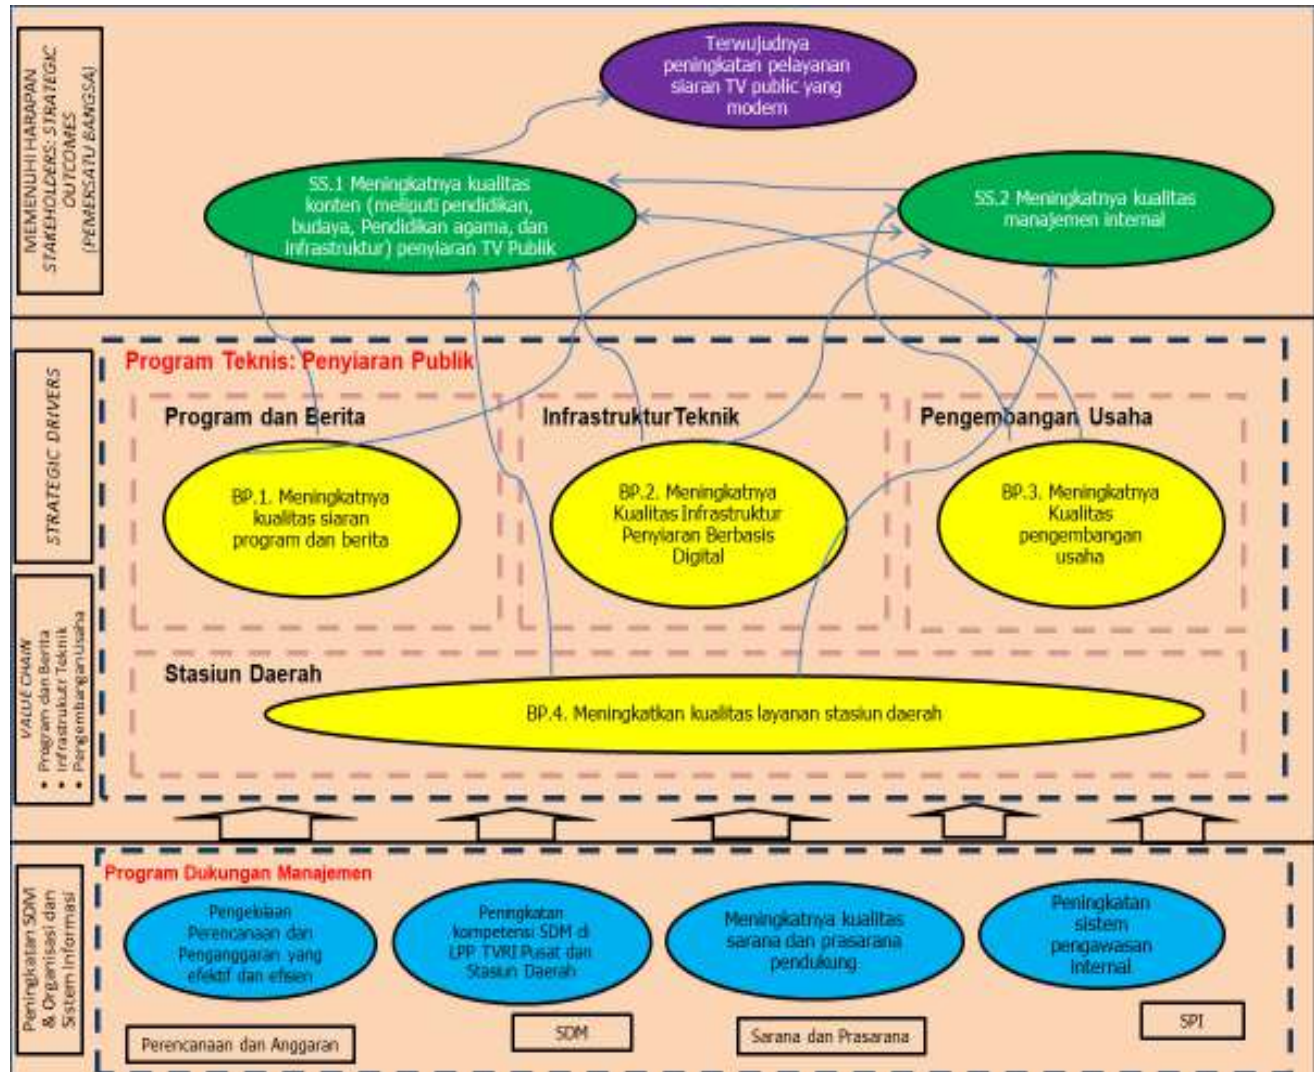 MEMENUHI HARAPAN
STAKEHOLDERS: STRATEGIC
OUTCOMES
(PEMERSATU BANGSA)
Terwujudnya
peningkatan pelayanan
siaran TV public yang
modern
SS.1 Meningkatnya kualitas
konten (meliputi pendidikan,
budaya, Pendidikan agama, dan
infrastruktur) penyiaran TV Publik
SS.2 Meningkatnya kualitas
manajemen internal
STRATEGIC DRIVERS
Program Teknis: Penyiaran Publik
Program dan Berita
BP.1. Meningkatnya
kualitas siaran
program dan berita
Infrastruktur Teknik
BP.2. Meningkatnya
Kualitas Infrastruktur
Penyiaran Berbasis
Digital
Pengembangan Usaha
BP.3. Meningkatnya
Kualitas
pengembangan
usaha
VALUE CHAIN
• Program dan Berita
• Infrastrukutr Teknik
• Pengembangan Usaha
Stasiun Daerah
BP.4. Meningkatkan kualitas layanan stasiun daerah
Peningkatan SDM
& Organisasi dan
Sistem Informasi
Program Dukungan Manajemen
Pengelolaan
Perencanaan dan
Penganggaran yang
efektif dan efisien
Peningkatan
kompetensi SDM di
LPP TVRI Pusat dan
Stasiun Daerah
Meningkatnya kualitas
sarana dan prasarana
pendukung
Peningkatan
sistem
pengawasan
Internal
Perencanaan dan Anggaran
SDM
Sarana dan Prasarana
SPI